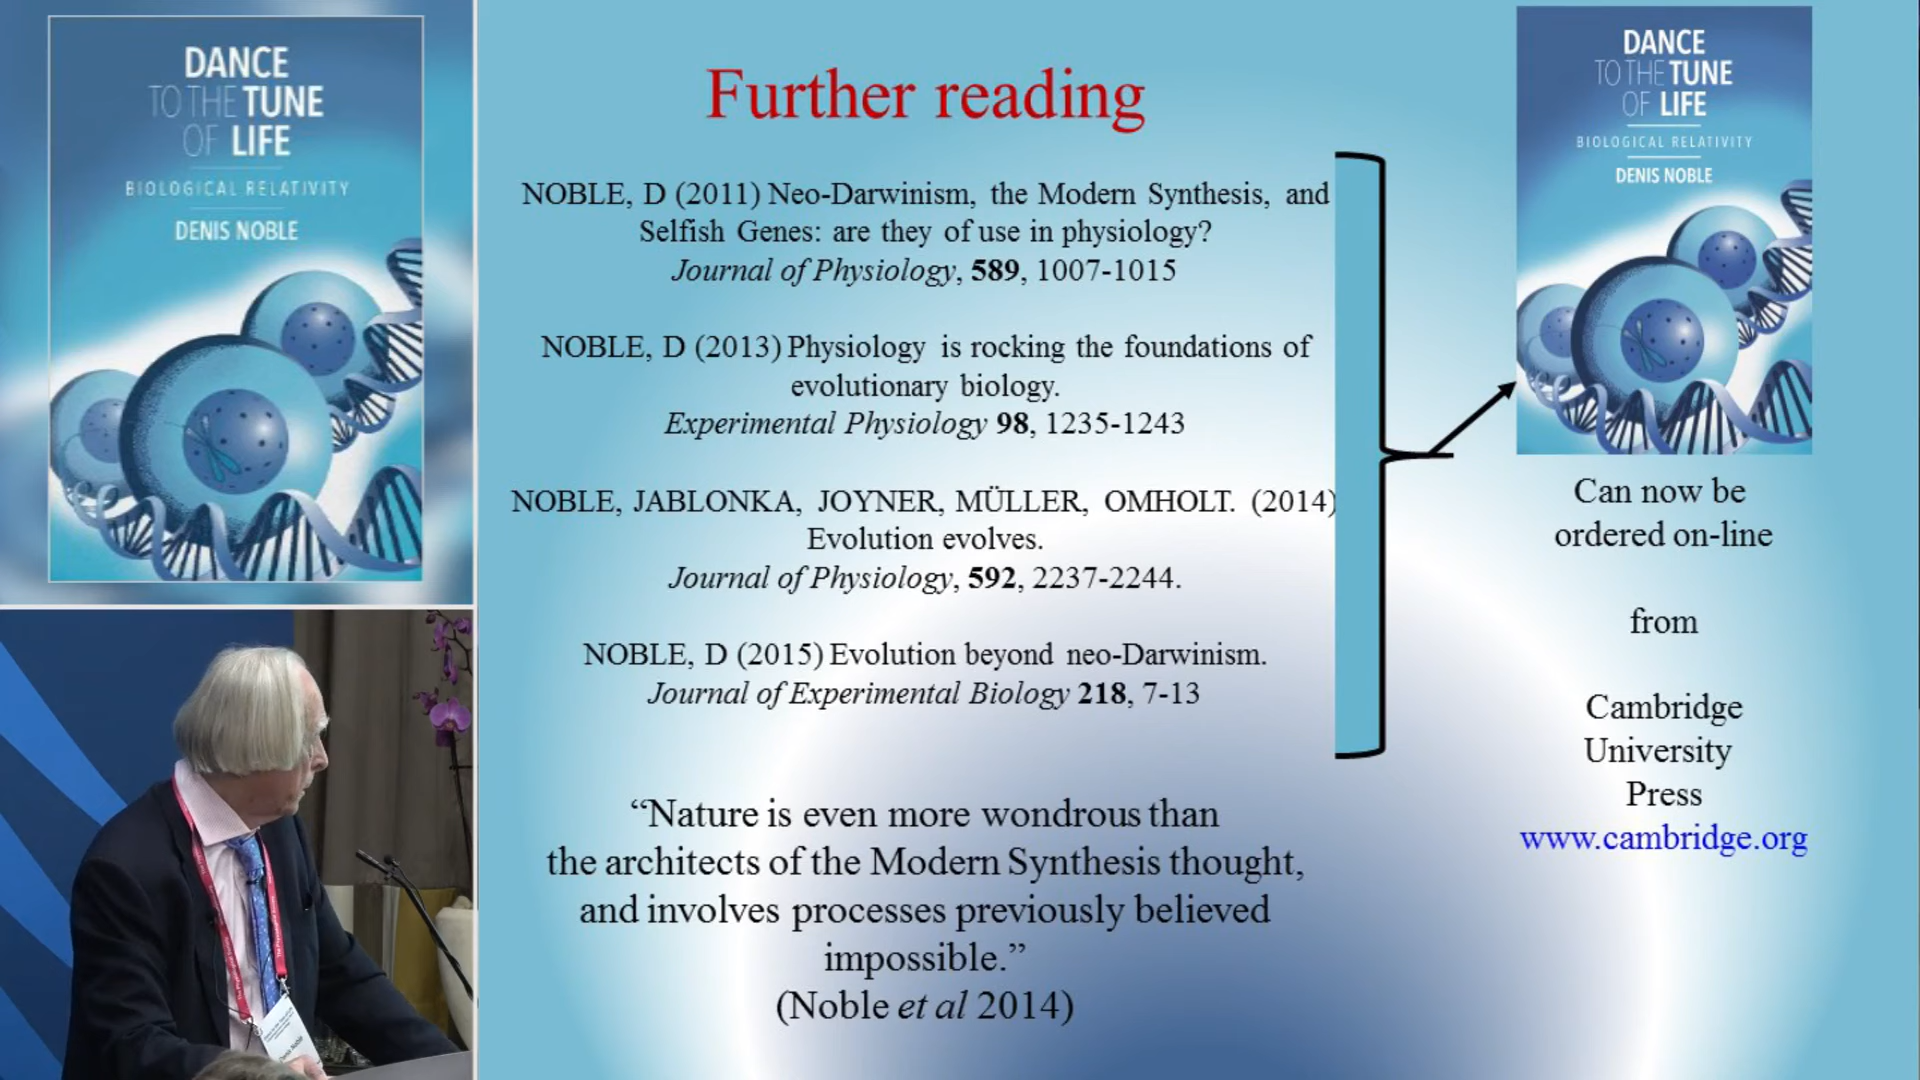 DANCE
TO THE TUNE
OF LIFE
BIOLOGICAL RELATIVITY
DENIS NOBLE
Further reading
NOBLE, D (2011) Neo-Darwinism, the Modern Synthesis, and
Selfish Genes: are they of use in physiology?
Journal of Physiology, 589, 1007-1015
NOBLE, D (2013) Physiology is rocking the foundations of
evolutionary biology.
Experimental Physiology 98, 1235-1243
NOBLE, JABLONKA, JOYNER, MÜLLER, OMHOLT. (2014)
Evolution evolves.
Journal of Physiology, 592, 2237-2244.
NOBLE, D (2015) Evolution beyond neo-Darwinism.
Journal of Experimental Biology 218, 7-13
“Nature is even more wondrous than
the architects of the Modern Synthesis thought,
and involves processes previously believed
impossible.”
(Noble et al 2014)
DANCE
TO THE TUNE
OF LIFE
BIOLOGICAL RELATIVITY
DENIS NOBLE
Can now be
ordered on-line
from
Cambridge
University
Press
www.cambridge.org
Denis Noble